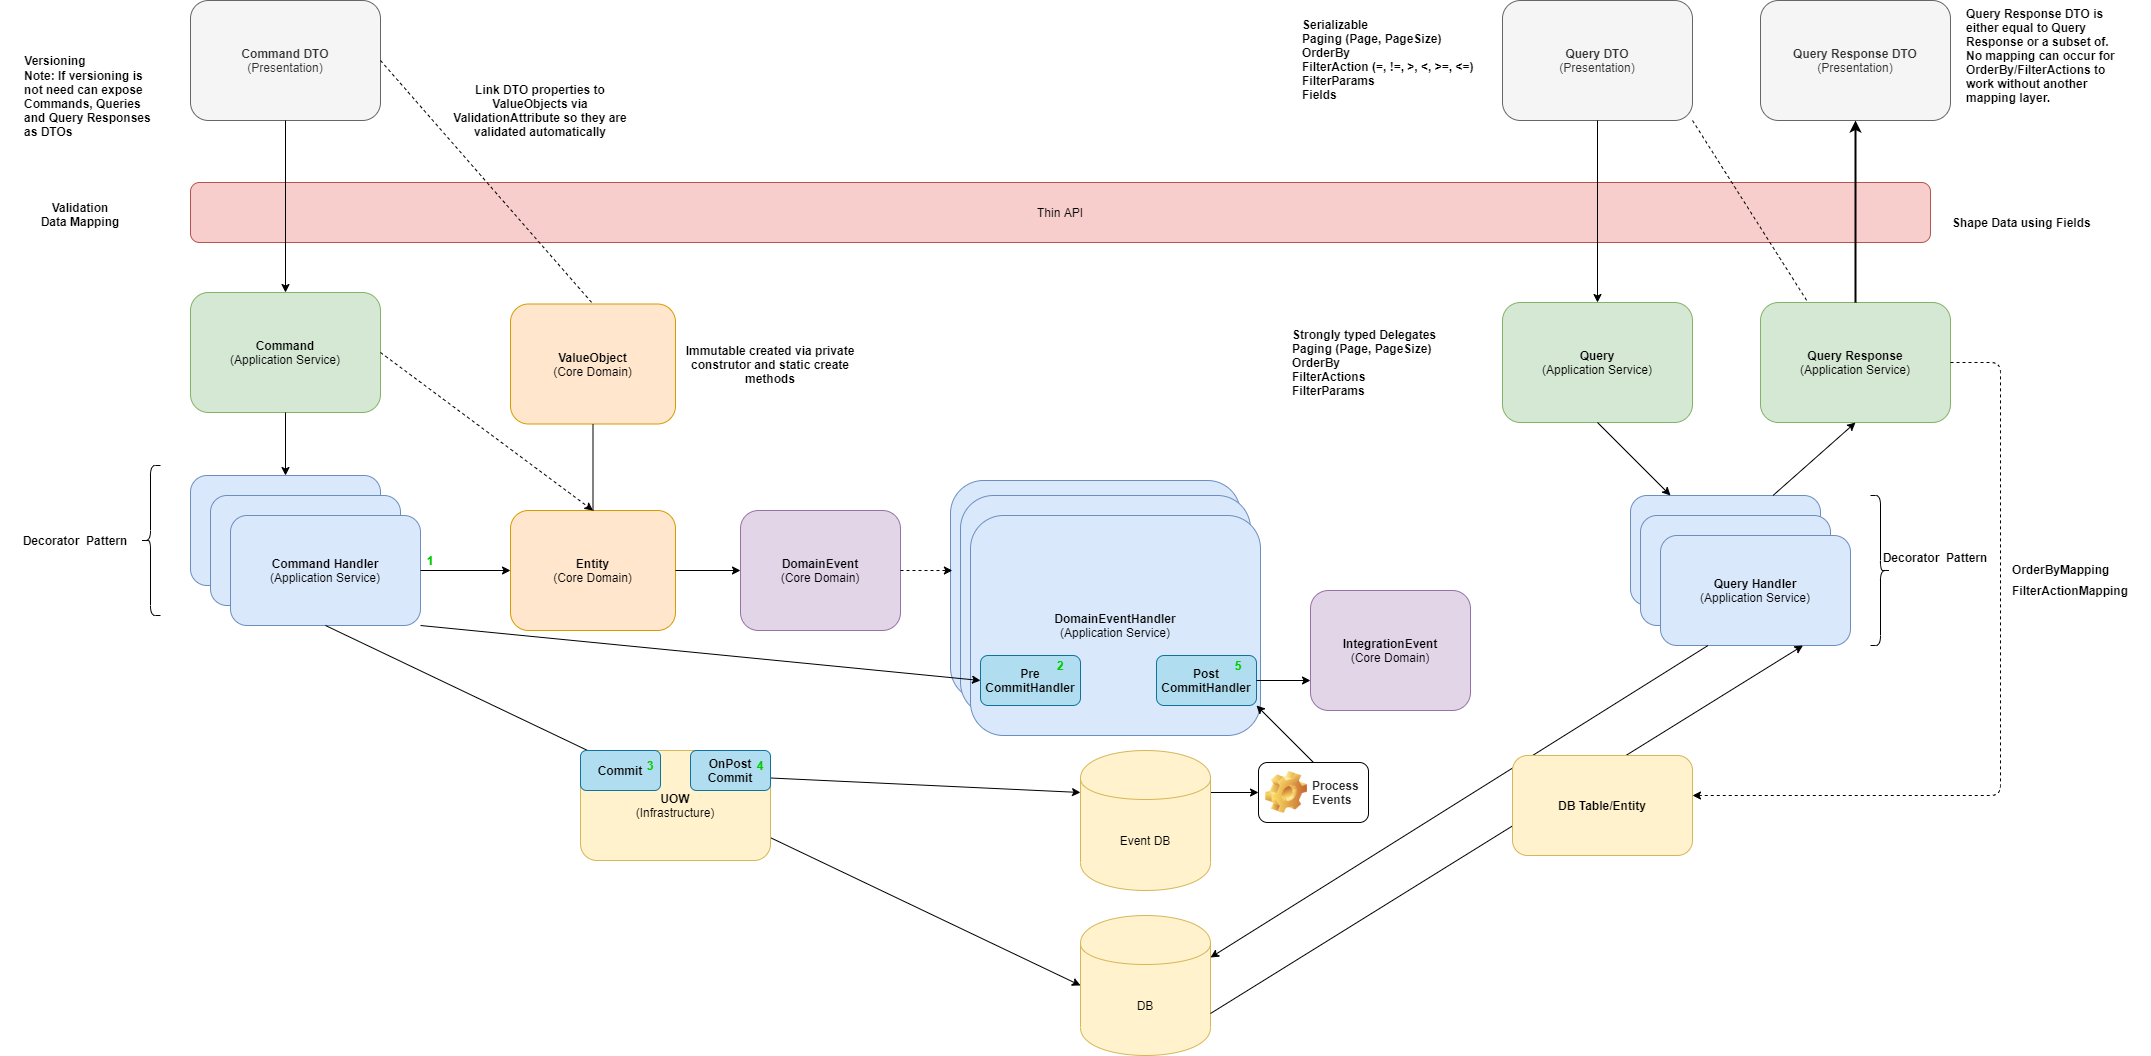 Command DTO
(Presentation)
Versioning
Note: If versioning is
not need can expose
Commands, Queries
and Query Responses
as DTOs
Link DTO properties to
ValueObjects via
ValidationAttribute so they are
validated automatically
Serializable
Paging (Page, PageSize)
OrderBy
FilterAction (=, !=, >, <, >=, <=)
FilterParams
Fields
Query DTO
(Presentation)
Query Response DTO
(Presentation)
Query Response DTO is
either equal to Query
Response or a subset of.
No mapping can occur for
OrderBy/FilterActions to
work without another
mapping layer.
Validation
Data Mapping
Thin API
Shape Data using Fields
Command
(Application Service)
ValueObject
(Core Domain)
Immutable created via private
construtor and static create
methods
Strongly typed Delegates
Paging (Page, PageSize)
OrderBy
FilterActions
FilterParams
Query
(Application Service)
Query Response
(Application Service)
Decorator Pattern
Command Handler
(Application Service)
1
Entity
(Core Domain)
DomainEvent
(Core Domain)
DomainEventHandler
(Application Service)
Pre
CommitHandler
2
Post
CommitHandler
5
IntegrationEvent
(Core Domain)
Query Handler
(Application Service)
Decorator Pattern
OrderByMapping
FilterActionMapping
Commit
3
OnPost
Commit
4
UOW
(Infrastructure)
Event DB
Process
Events
DB Table/Entity
DB